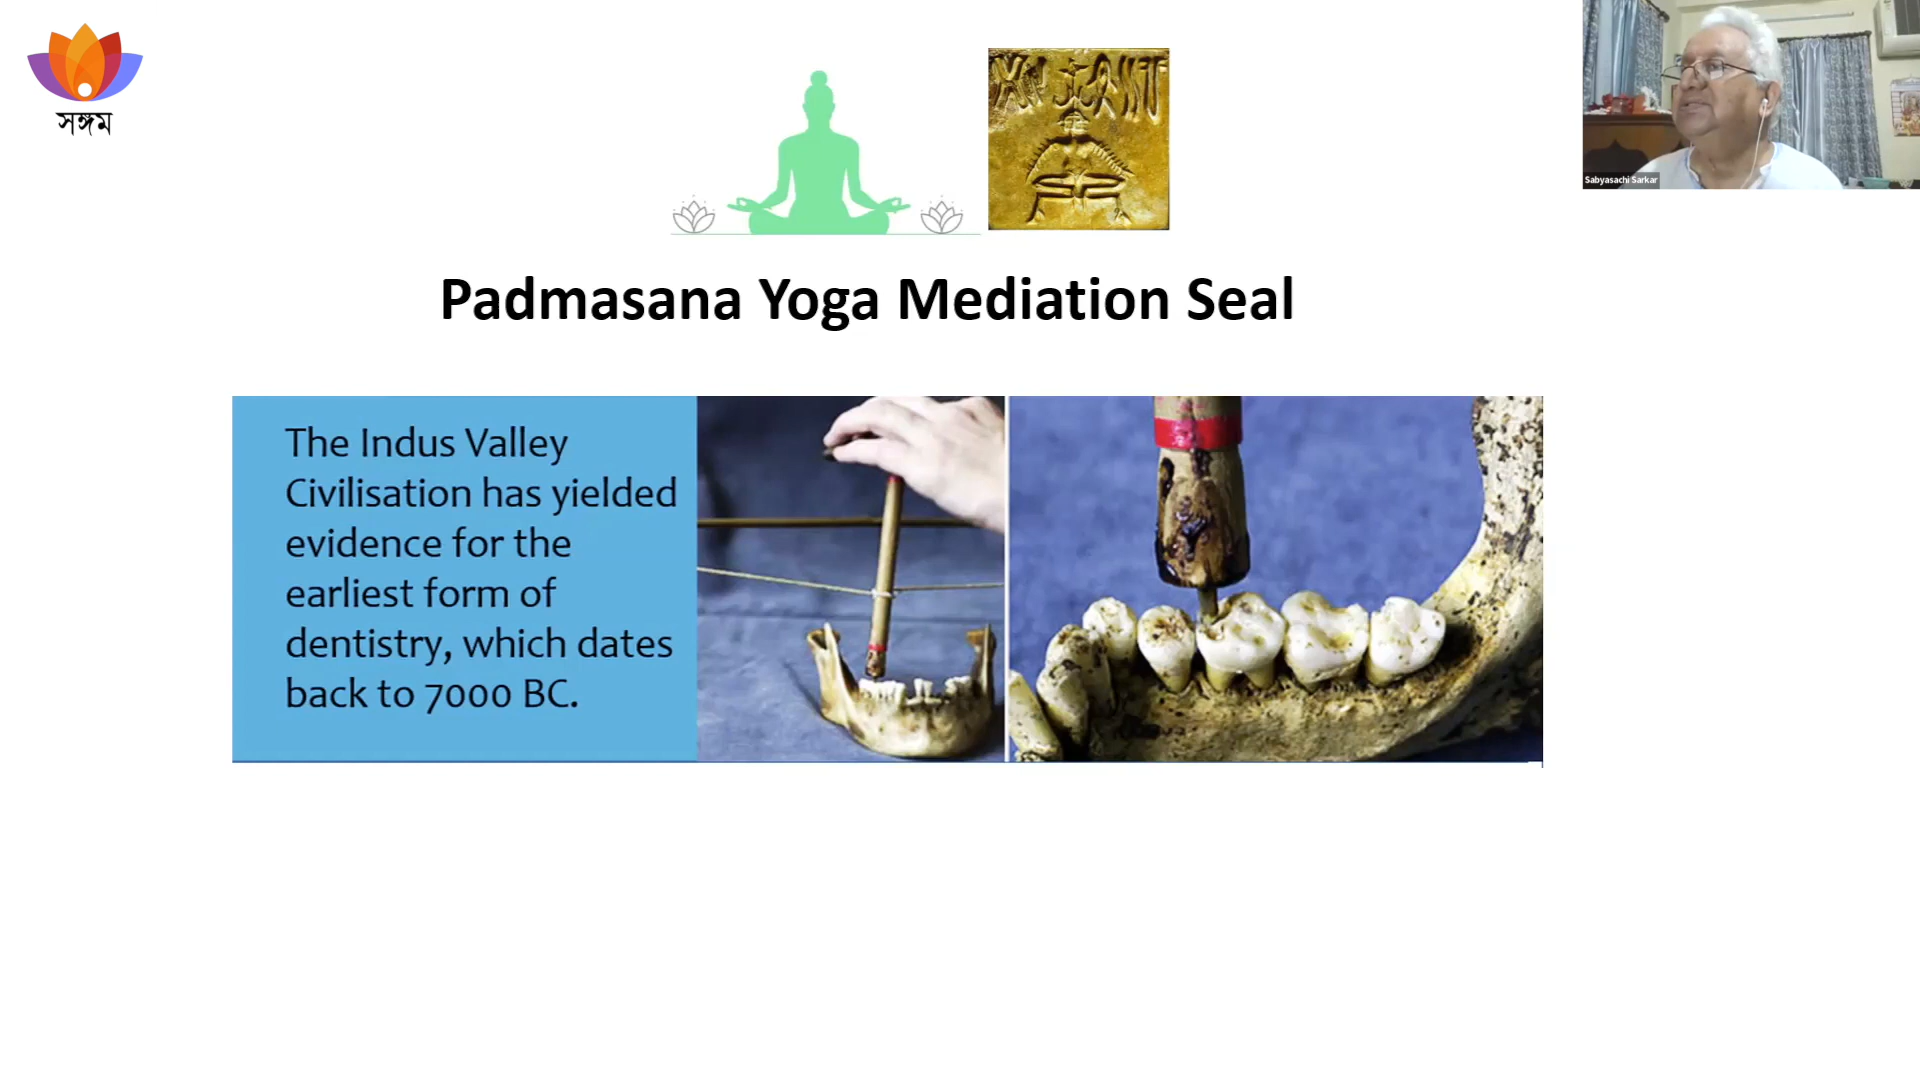 সঙ্গম
Sabyasachi Sarkar
Padmasana Yoga Mediation Seal
The Indus Valley
Civilisation has yielded
evidence for the
earliest form of
dentistry, which dates
back to 7000 BC.